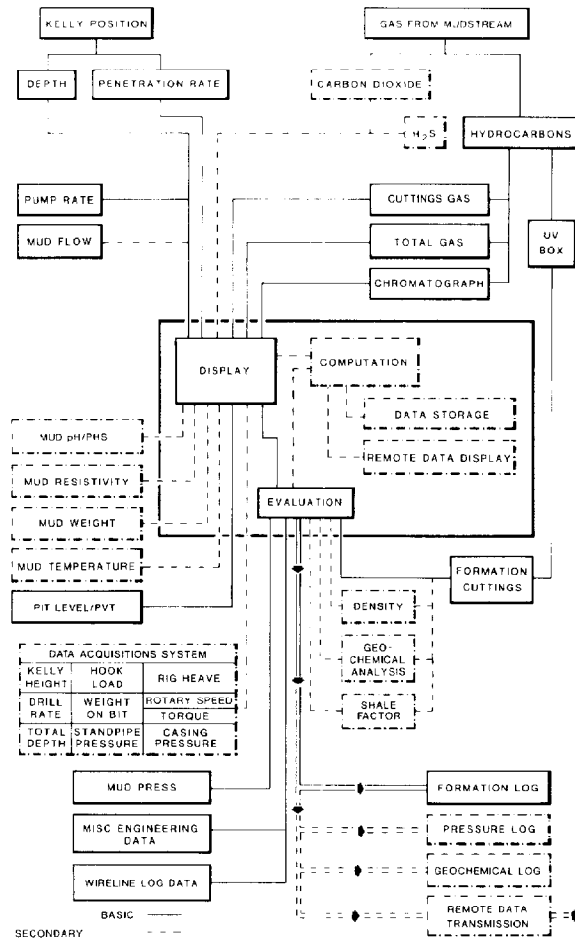 KELLY POSITION
GAS FROM MUDSTREAM
DEPTH
PENETRATION RATE
CARBON DIOXIDE
H2S
HYDROCARBONS
PUMP RATE
MUD FLOW
CUTTINGS GAS
TOTAL GAS
CHROMATOGRAPH
UV
BOX
DISPLAY
COMPUTATION
DATA STORAGE
REMOTE DATA DISPLAY
EVALUATION
MUD pH/PHS
MUD RESISTIVITY
MUD WEIGHT
MUD TEMPERATURE
PIT LEVEL/PVT
FORMATION
CUTTINGS
DENSITY
GEO-
CHEMICAL
ANALYSIS
SHALE
FACTOR
DATA ACQUISITIONS SYSTEM
KELLY
HEIGHT
HOOK
LOAD
RIG HEAVE
DRILL
RATE
WEIGHT
ON BIT
ROTARY SPEED
TORQUE
TOTAL
DEPTH
STANDPIPE
PRESSURE
CASING
PRESSURE
MUD PRESS
MISC ENGINEERING
DATA
WIRELINE LOG DATA
FORMATION LOG
PRESSURE LOG
GEOCHEMICAL LOG
REMOTE DATA
TRANSMISSION
BASIC
SECONDARY